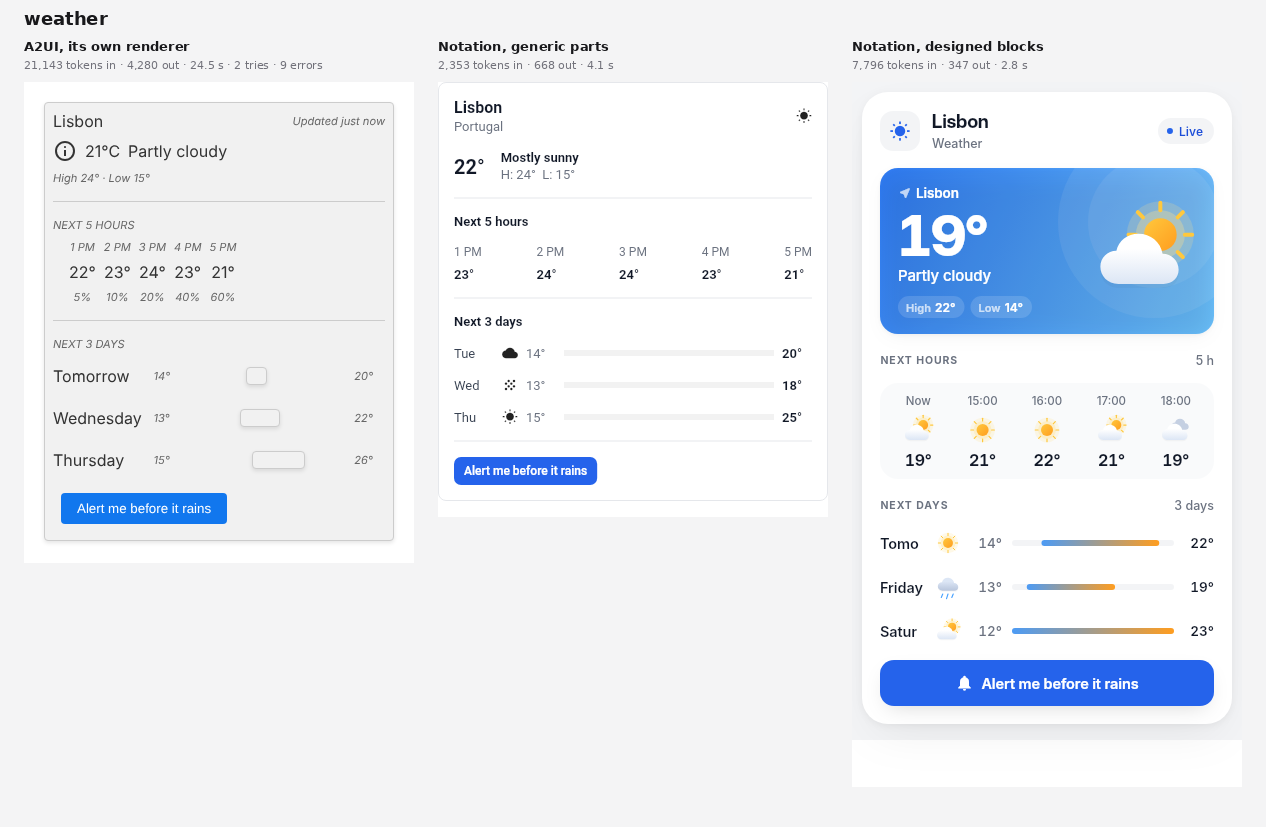 weather
A2UI, its own renderer
21,143 tokens in · 4,280 out · 24.5 s · 2 tries · 9 errors
Lisbon
Updated just now
21°C Partly cloudy
High 24° · Low 15°
NEXT 5 HOURS
1 PM 2 PM 3 PM 4 PM 5 PM
22° 23° 24° 23° 21°
5% 10% 20% 40% 60%
NEXT 3 DAYS
Tomorrow 14° 20°
Wednesday 13° 22°
Thursday 15° 26°
Alert me before it rains
Notation, generic parts
2,353 tokens in · 668 out · 4.1 s
Lisbon
Portugal
22°
Mostly sunny
H: 24° L: 15°
Next 5 hours
1 PM 2 PM 3 PM 4 PM 5 PM
23° 24° 24° 23° 21°
Next 3 days
Tue 14° 20°
Wed 13° 18°
Thu 15° 25°
Alert me before it rains
Notation, designed blocks
7,796 tokens in · 347 out · 2.8 s
Lisbon
Weather
Live
Lisbon
19°
Partly cloudy
High 22° Low 14°
NEXT HOURS 5 h
Now 15:00 16:00 17:00 18:00
19° 21° 22° 21° 19°
NEXT DAYS 3 days
Tomo 14° 22°
Friday 13° 19°
Satur 12° 23°
Alert me before it rains